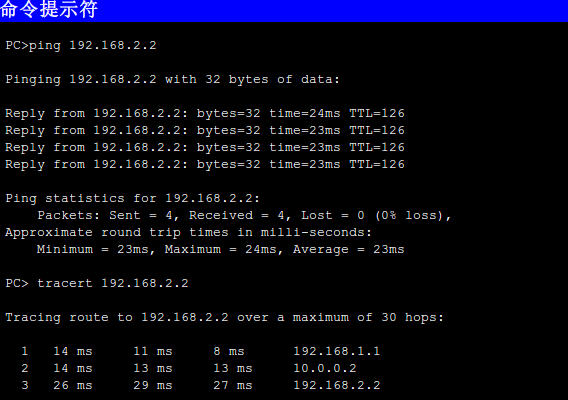 命令提示符
PC>ping 192.168.2.2
Pinging 192.168.2.2 with 32 bytes of data:
Reply from 192.168.2.2: bytes=32 time=24ms TTL=126
Reply from 192.168.2.2: bytes=32 time=23ms TTL=126
Reply from 192.168.2.2: bytes=32 time=23ms TTL=126
Reply from 192.168.2.2: bytes=32 time=23ms TTL=126
Ping statistics for 192.168.2.2:
    Packets: Sent = 4, Received = 4, Lost = 0 (0% loss),
Approximate round trip times in milli-seconds:
    Minimum = 23ms, Maximum = 24ms, Average = 23ms
PC> tracert 192.168.2.2
Tracing route to 192.168.2.2 over a maximum of 30 hops:
  1   14 ms     11 ms     8 ms      192.168.1.1
  2   14 ms     13 ms     13 ms     10.0.0.2
  3   26 ms     29 ms     27 ms     192.168.2.2